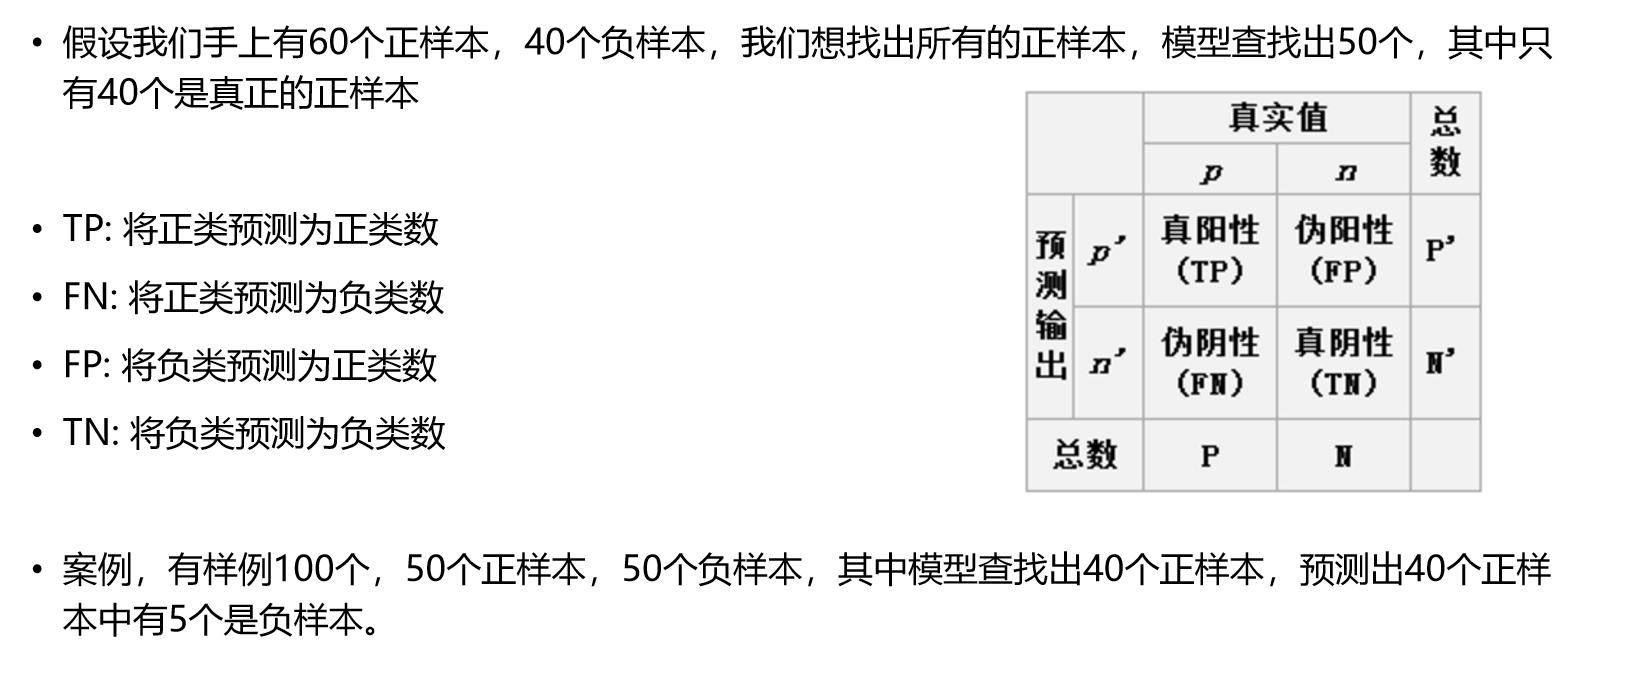 • 假设我们手上有60个正样本，40个负样本，我们想找出所有的正样本，模型查找出50个，其中只
有40个是真正的正样本
• TP: 将正类预测为正类数
• FN: 将正类预测为负类数
• FP: 将负类预测为正类数
• TN: 将负类预测为负类数
真实值 总数
p n
预测输出
p’ 真阳性 (TP) 伪阳性 (FP) P’
n’ 伪阴性 (FN) 真阴性 (TN) N’
总数 P N
• 案例，有样例100个，50个正样本，50个负样本，其中模型查找出40个正样本，预测出40个正样
本中有5个是负样本。